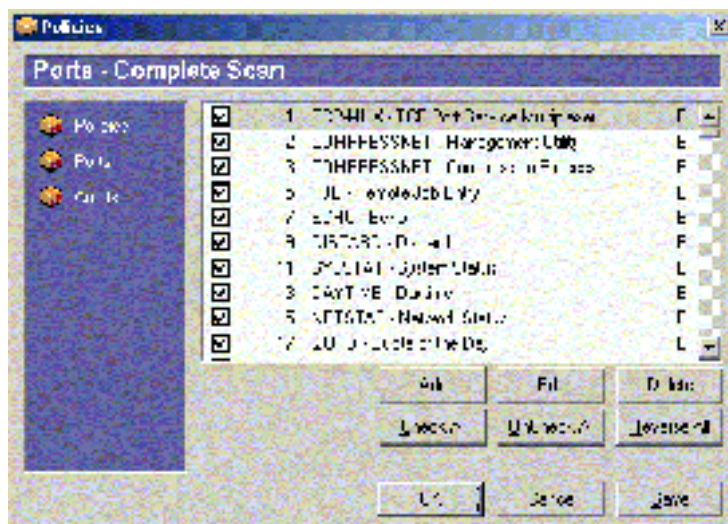 Policies
Ports - Complete Scan
Policies
Ports
1 TCP Port Service Multiplexer E
2 COMPRESSNET - Management Utility E
3 COMPRESSNET - Compression Process E
5 RJE - Remote Job Entry E
7 ECHO - Echo E
9 DISCARD - Discard E
11 SYSSTAT - System Status E
13 DAYTIME - Daytime E
15 NETSTAT - Network Status E
17 QOTD - Quote of the Day E
Add Edit Delete
Check All UnCheck All Reverse All
OK Cancel Save